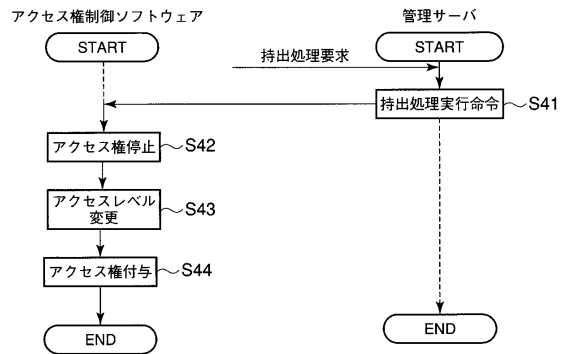 アクセス権制御ソフトウェア
管理サーバ
START
START
持出処理要求
持出処理実行命令
S41
アクセス権停止
S42
アクセスレベル
変更
S43
アクセス権付与
S44
END
END